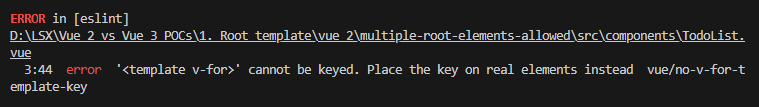 ERROR in [eslint]
D:\LSX\Vue 2 vs Vue 3 POCs\1. Root template\vue 2\multiple-root-elements-allowed\src\components\TodoList.
vue
  3:44  error  '<template v-for>' cannot be keyed. Place the key on real elements instead  vue/no-v-for-t
emplate-key